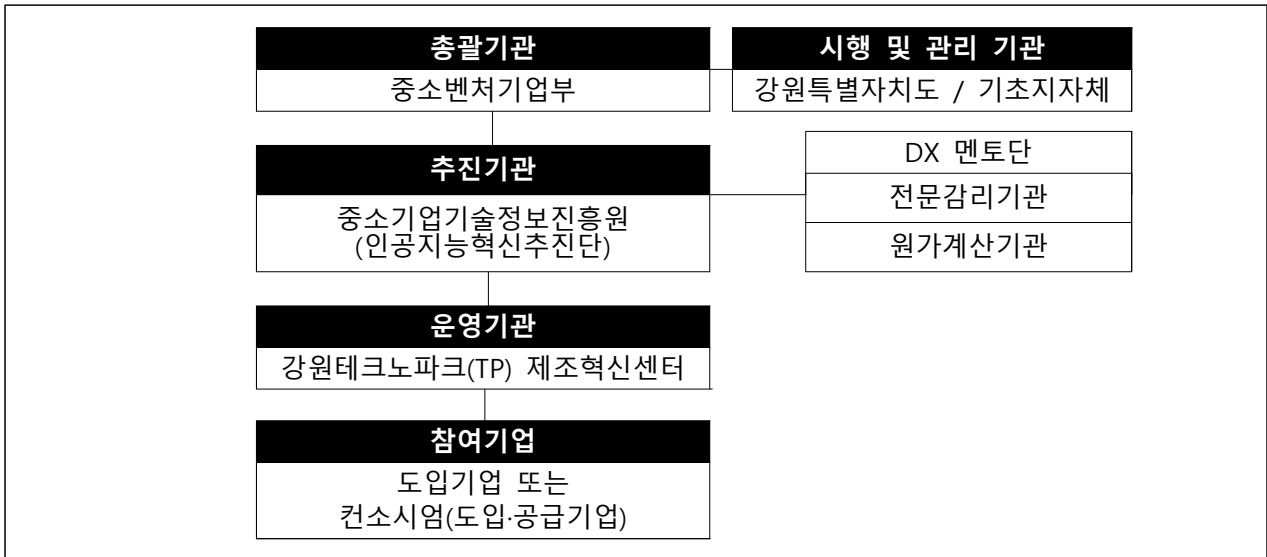 총괄기관
중소벤처기업부
시행 및 관리 기관
강원특별자치도 / 기초지자체
추진기관
중소기업기술정보진흥원
(인공지능혁신추진단)
DX 멘토단
전문감리기관
원가계산기관
운영기관
강원테크노파크(TP) 제조혁신센터
참여기업
도입기업 또는
컨소시엄(도입·공급기업)